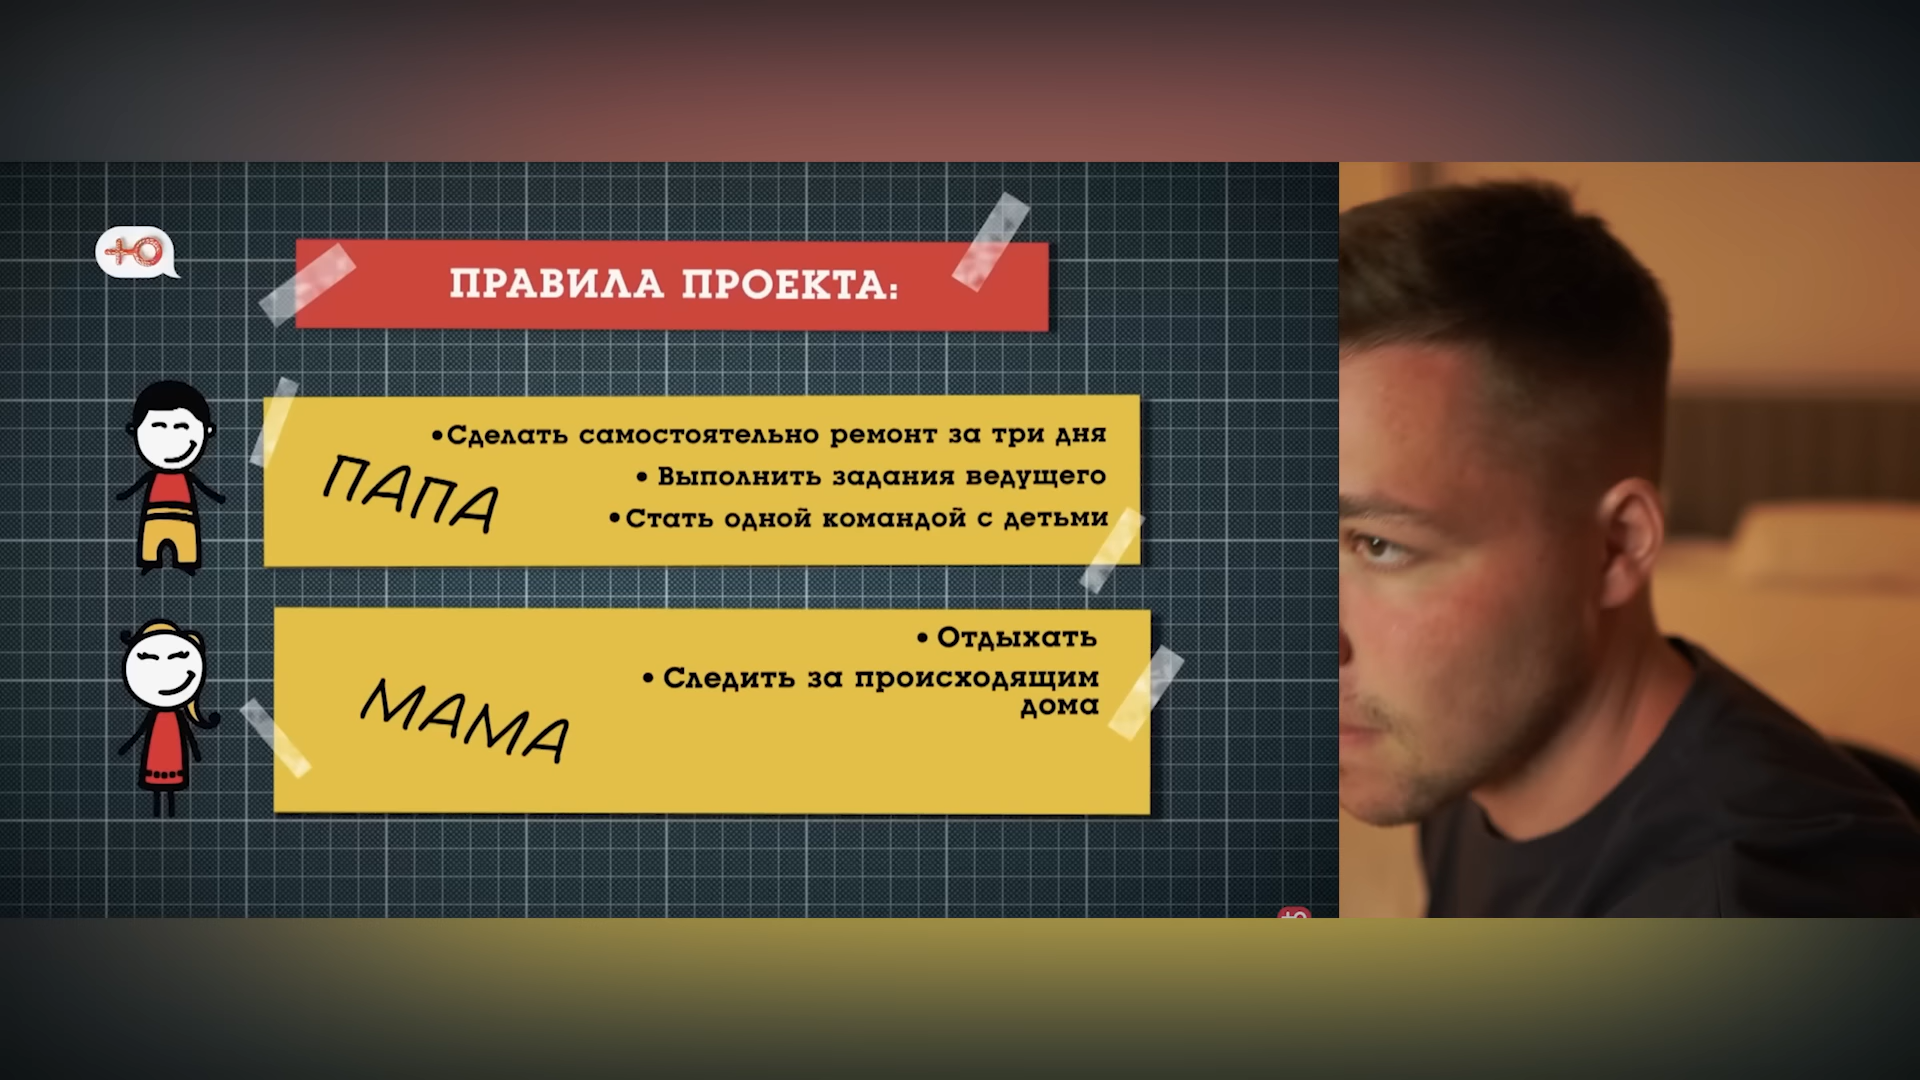 Ю
ПРАВИЛА ПРОЕКТА:
ПАПА
•Сделать самостоятельно ремонт за три дня
• Выполнить задания ведущего
•Стать одной командой с детьми
МАМА
• Отдыхать
• Следить за происходящим
дома